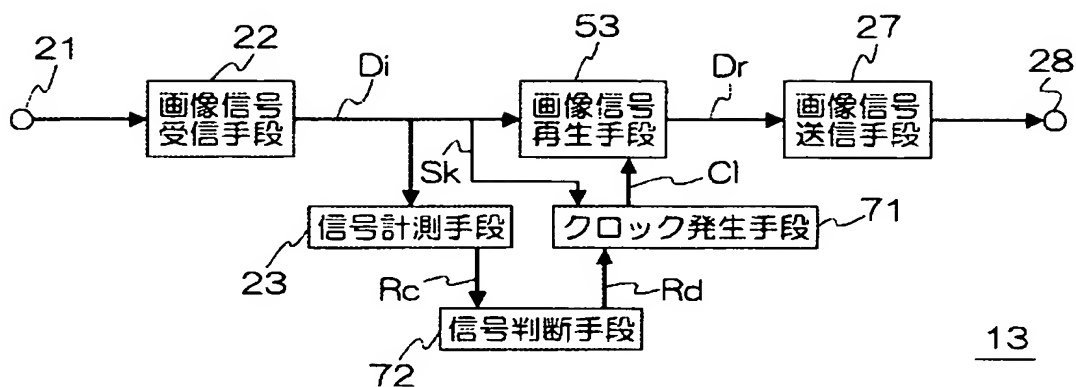 21
22
Di
53
Dr
27
28
画像信号
受信手段
画像信号
再生手段
画像信号
送信手段
Sk
Cl
信号計測手段
クロック発生手段
71
23
Rc
Rd
信号判断手段
72
13